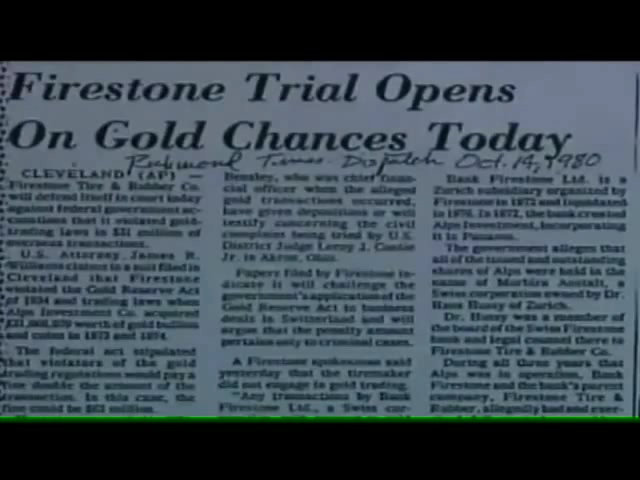 Firestone Trial Opens
On Gold Chances Today
Richmond Times-Dispatch Oct. 14, 1980
CLEVELAND (AP) —
Firestone Tire & Rubber Co.
will defend itself in court today
against federal government ac-
cusations that it violated gold-
trading laws in $31 million of
overseas transactions.
U.S. Attorney James R.
Williams claims in a suit filed in
Cleveland that Firestone
violated the Gold Reserve Act
of 1934 and trading laws when
Alps Investment Co. acquired
worth of gold bullion
and coins in 1973 and 1974.
The federal act stipulated
that violators of the gold
trading regulations would pay a
fine double the amount of the
transaction. In this case, the
fine could be $63 million.
Bensley, who was chief finan-
cial officer when the alleged
gold transactions occurred,
have given depositions or will
testify concerning the civil
complaint being tried by U.S.
District Judge Leroy J. Contie
Jr. in Akron, Ohio.
Papers filed by Firestone in-
dicate it will challenge the
government's application of the
Gold Reserve Act to business
deals in Switzerland and will
argue that the penalty amount
pertains only to criminal cases.
A Firestone spokesman said
yesterday that the tiremaker
did not engage in gold trading.
"Any transactions by Bank
Firestone Ltd., a Swiss cor-
Bank Firestone Ltd. is a
Zurich subsidiary organized by
Firestone in 1872 and liquidated
in 1976. In 1972, the bank created
Alps Investment, incorporating
it in Panama.
The government alleges that
all of the issued and outstanding
shares of Alps were held in the
name of Anstalt, a
Swiss corporation owned by Dr.
Hans of Zurich.
Dr. was a member of
the board of the Swiss Firestone
bank and legal counsel there to
Firestone Tire & Rubber Co.
During all three years that
Alps was in operation, Bank
Firestone and the bank's parent
company, Firestone Tire &
Rubber, allegedly had and exer-